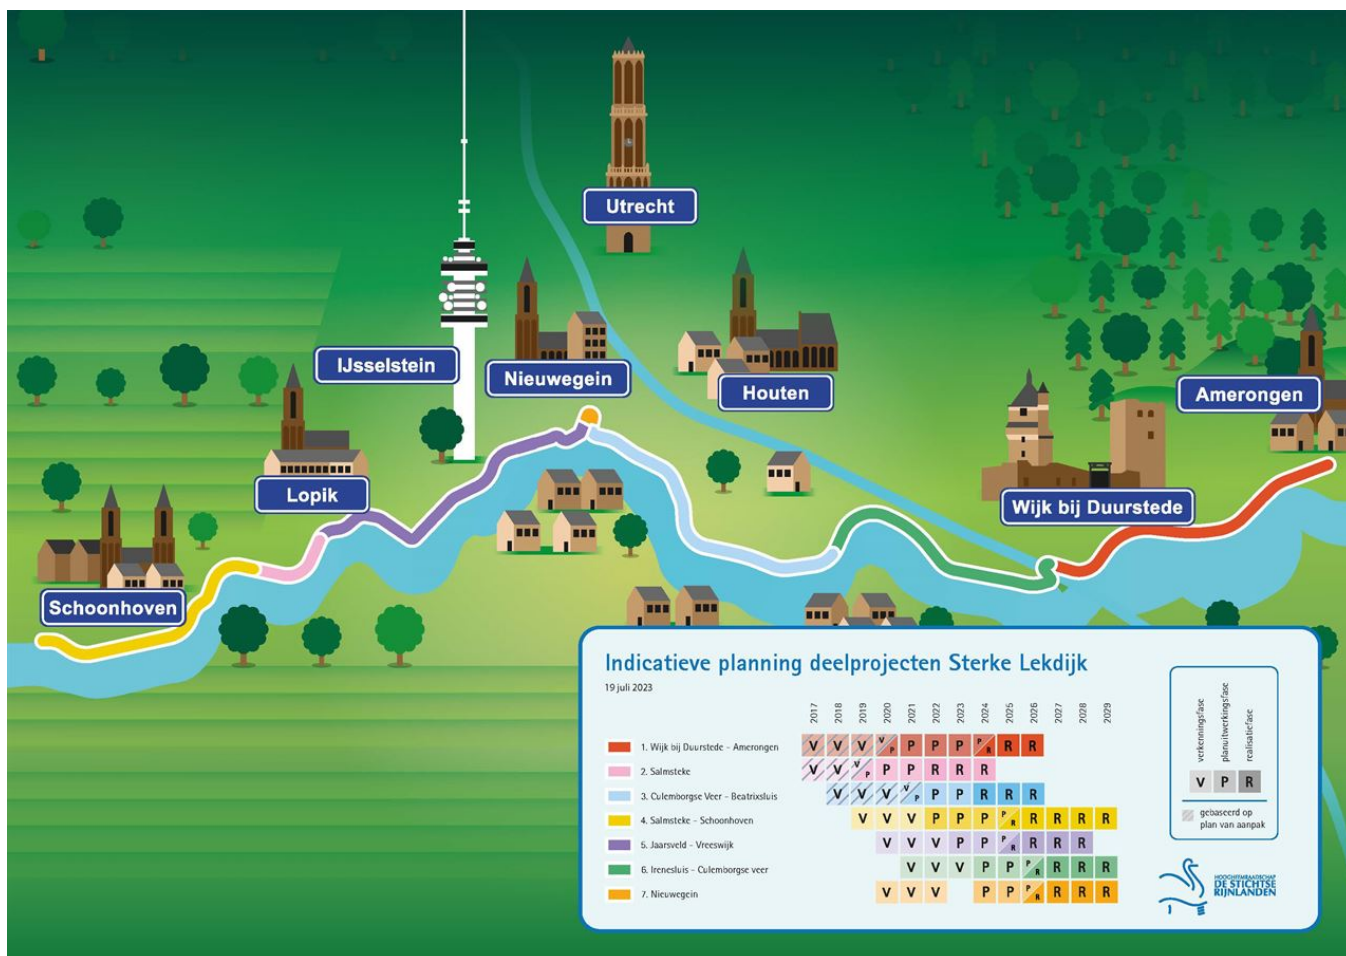 Utrecht
IJsselstein
Nieuwegein
Houten
Amerongen
Lopik
Wijk bij Duurstede
Schoonhoven
Indicatieve planning deelprojecten Sterke Lekdijk
19 juli 2023
2017 2018 2019 2020 2021 2022 2023 2024 2025 2026 2027 2028 2029
1. Wijk bij Duurstede - Amerongen V V V V P P P P P R R R
2. Salmsteke V V V P P P R R R
3. Culemborgse Veer - Beatrixsluis V V V V P P P R R R
4. Salmsteke - Schoonhoven V V V P P P P R R R R R
5. Jaarsveld - Vreeswijk V V V P P P R R R R
6. Irenesluis - Culemborgse veer V V V P P P R R R R
7. Nieuwegein V V V P P P R R R R
verkenningsfase
planuitwerkingsfase
realisatiefase
V P R
gebaseerd op
plan van aanpak
HOOGHEEMRAADSCHAP
DE STICHTSE
RIJNLANDEN